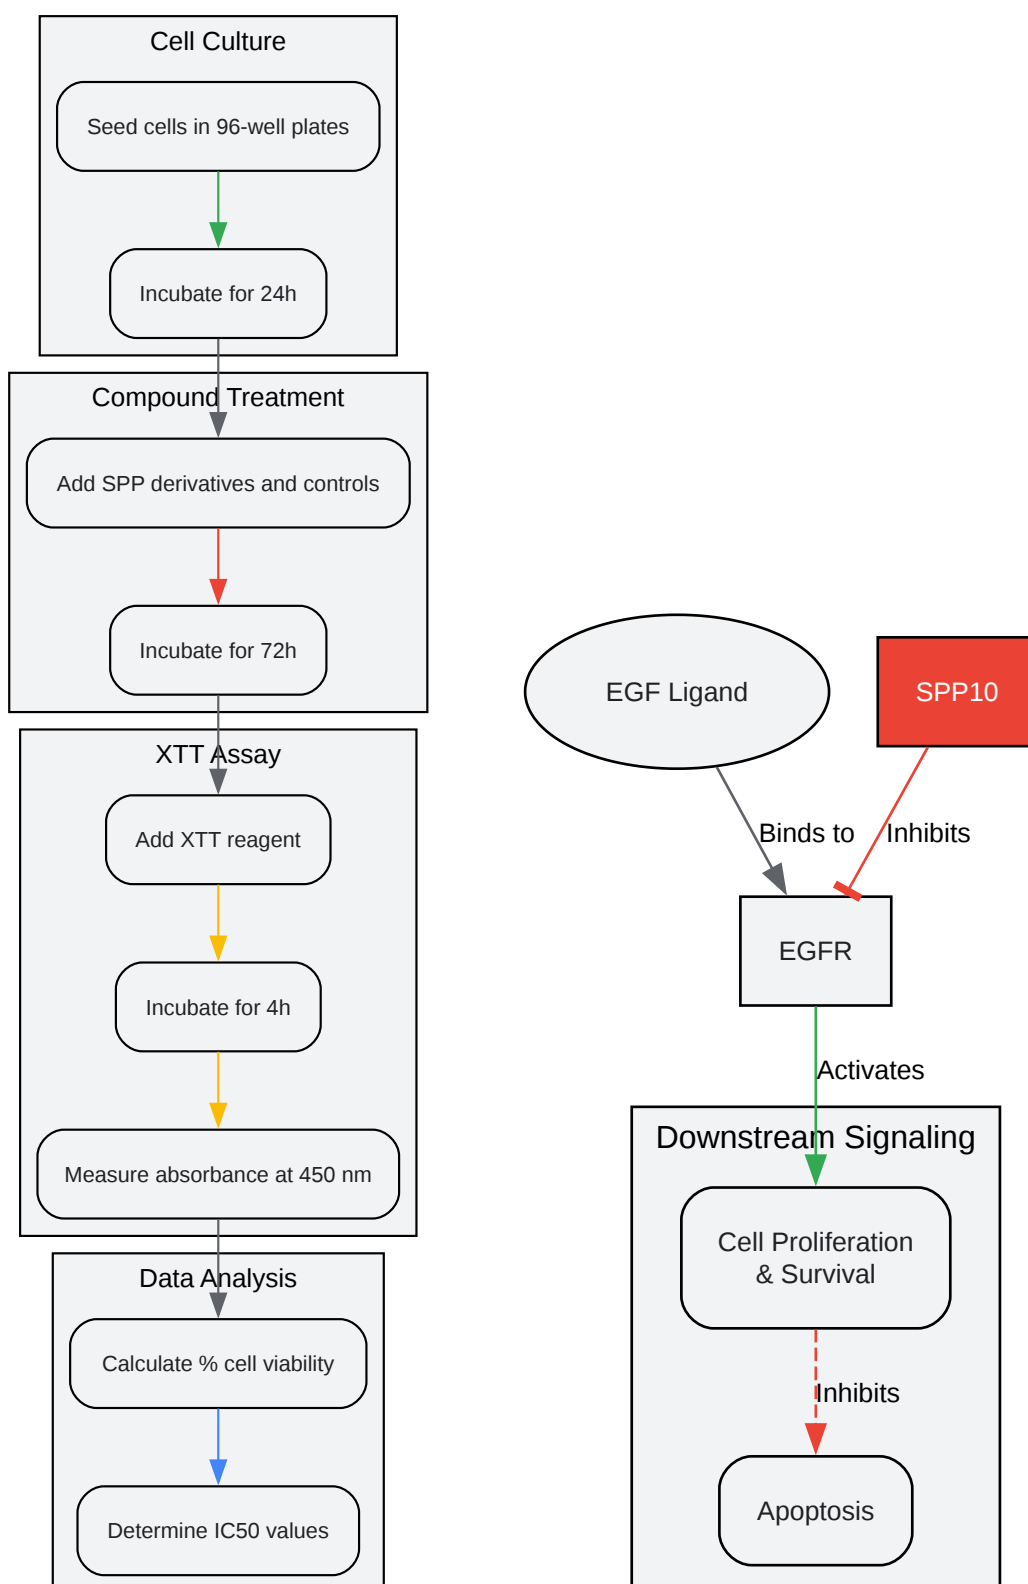 Cell Culture
Seed cells in 96-well plates
Incubate for 24h
Compound Treatment
Add SPP derivatives and controls
Incubate for 72h
XTT Assay
Add XTT reagent
Incubate for 4h
Measure absorbance at 450 nm
Data Analysis
Calculate % cell viability
Determine IC50 values
EGF Ligand
SPP10
Binds to
Inhibits
EGFR
Activates
Downstream Signaling
Cell Proliferation
& Survival
Inhibits
Apoptosis